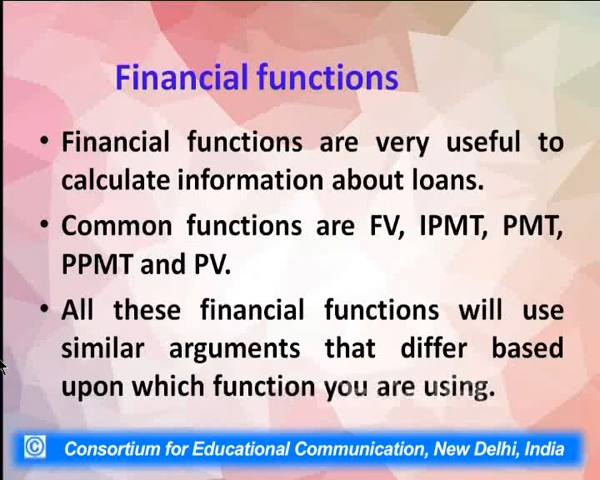 Financial functions
• Financial functions are very useful to
calculate information about loans.
• Common functions are FV, IPMT, PMT,
PPMT and PV.
• All these financial functions will use
similar arguments that differ based
upon which function you are using.
© Consortium for Educational Communication, New Delhi, India